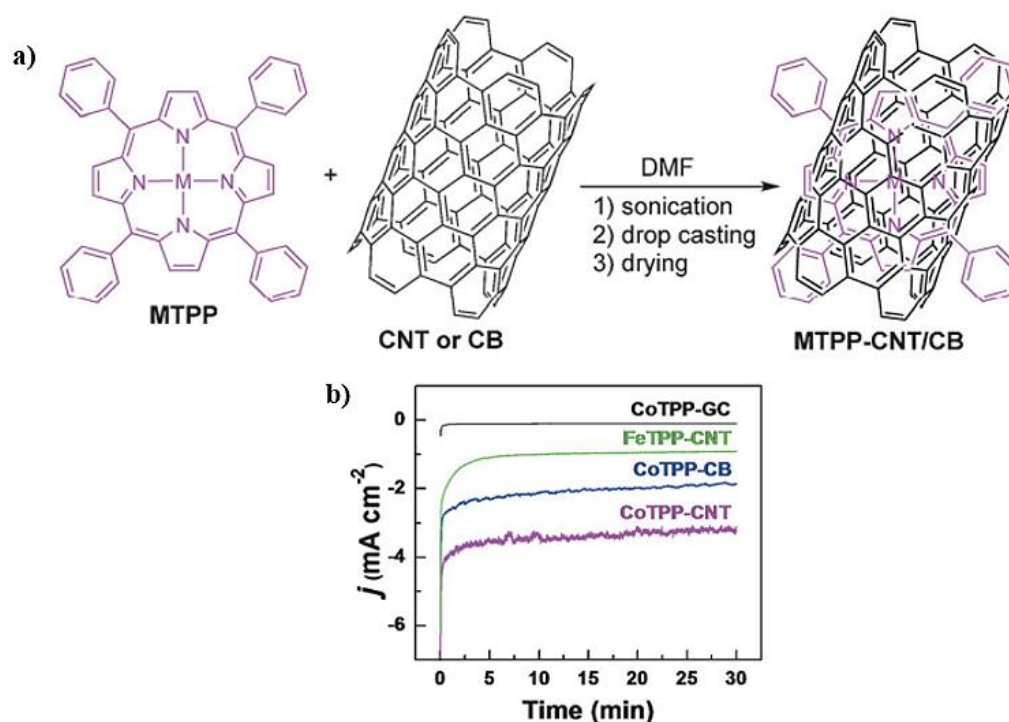 a)
N
N M N
N
MTPP
+
CNT or CB
DMF
1) sonication
2) drop casting
3) drying
M
N
N
MTPP-CNT/CB
b)
j (mA cm⁻²)
0
-2
-4
-6
CoTPP-GC
FeTPP-CNT
CoTPP-CB
CoTPP-CNT
0 5 10 15 20 25 30
Time (min)